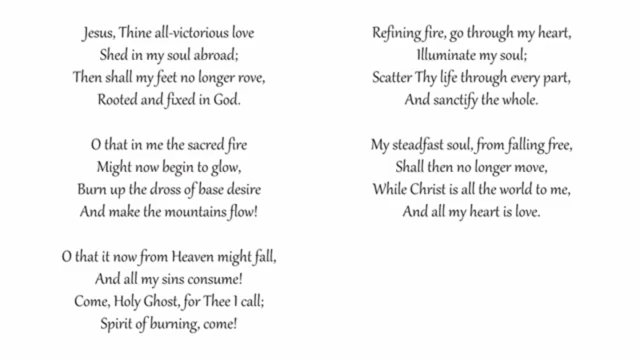 Jesus, Thine all-victorious love
Shed in my soul abroad;
Then shall my feet no longer rove,
Rooted and fixed in God.

O that in me the sacred fire
Might now begin to glow,
Burn up the dross of base desire
And make the mountains flow!

O that it now from Heaven might fall,
And all my sins consume!
Come, Holy Ghost, for Thee I call;
Spirit of burning, come!

Refining fire, go through my heart,
Illuminate my soul;
Scatter Thy life through every part,
And sanctify the whole.

My steadfast soul, from falling free,
Shall then no longer move,
While Christ is all the world to me,
And all my heart is love.